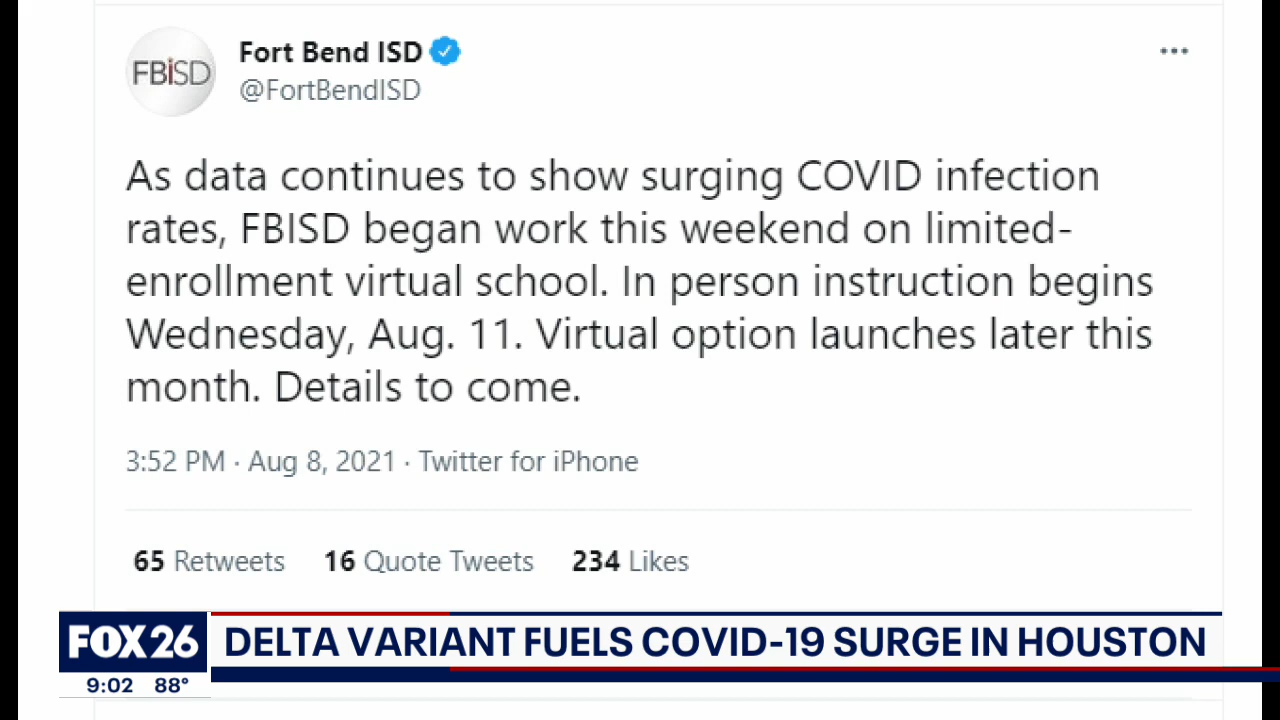 FBiSD
Fort Bend ISD
@FortBendISD
As data continues to show surging COVID infection
rates, FBISD began work this weekend on limited-
enrollment virtual school. In person instruction begins
Wednesday, Aug. 11. Virtual option launches later this
month. Details to come.
3:52 PM · Aug 8, 2021 · Twitter for iPhone
65 Retweets 16 Quote Tweets 234 Likes
FOX 26
DELTA VARIANT FUELS COVID-19 SURGE IN HOUSTON
9:02 88°